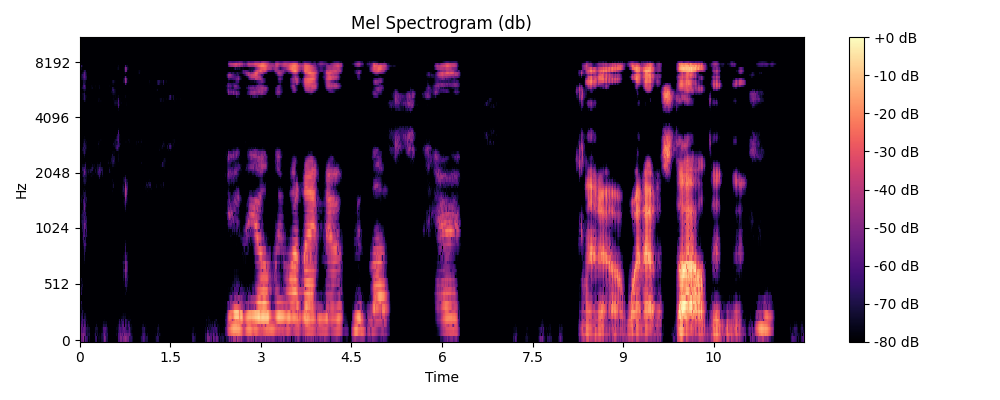 Mel Spectrogram (db)
8192
4096
2048
1024
512
0
Hz
0 1.5 3 4.5 6 7.5 9 10
Time
+0 dB
-10 dB
-20 dB
-30 dB
-40 dB
-50 dB
-60 dB
-70 dB
-80 dB